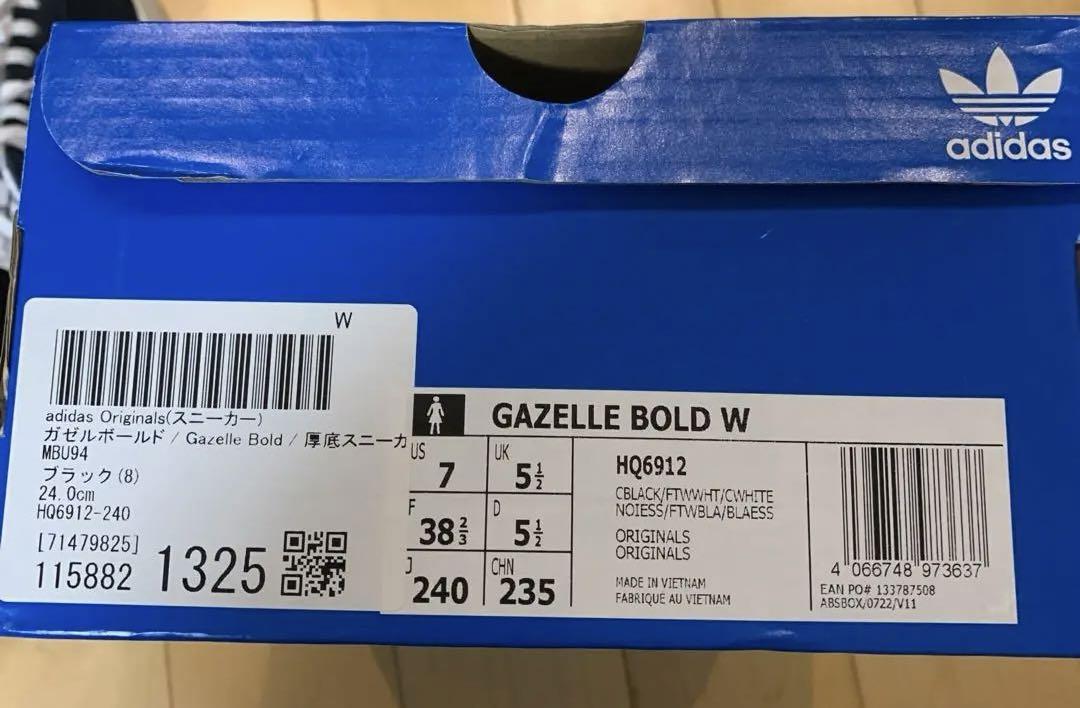 adidas
W
adidas Originals(スニーカー)
ガゼルボールド / Gazelle Bold / 厚底スニーカ
MBU94
ブラック(8)
24.0cm
HQ6912-240
[71479825]
115882 1325
GAZELLE BOLD W
US 7
UK 5 1/2
F 38 2/3
D 5 1/2
J 240
CHN 235
HQ6912
CBLACK/FTWWHT/CWHITE
NOIESS/FTWBLA/BLAESS
ORIGINALS
ORIGINALS
MADE IN VIETNAM
FABRIQUÉ AU VIETNAM
4 066748 973637
EAN PO# 133787508
ABSBOX/0722/V11